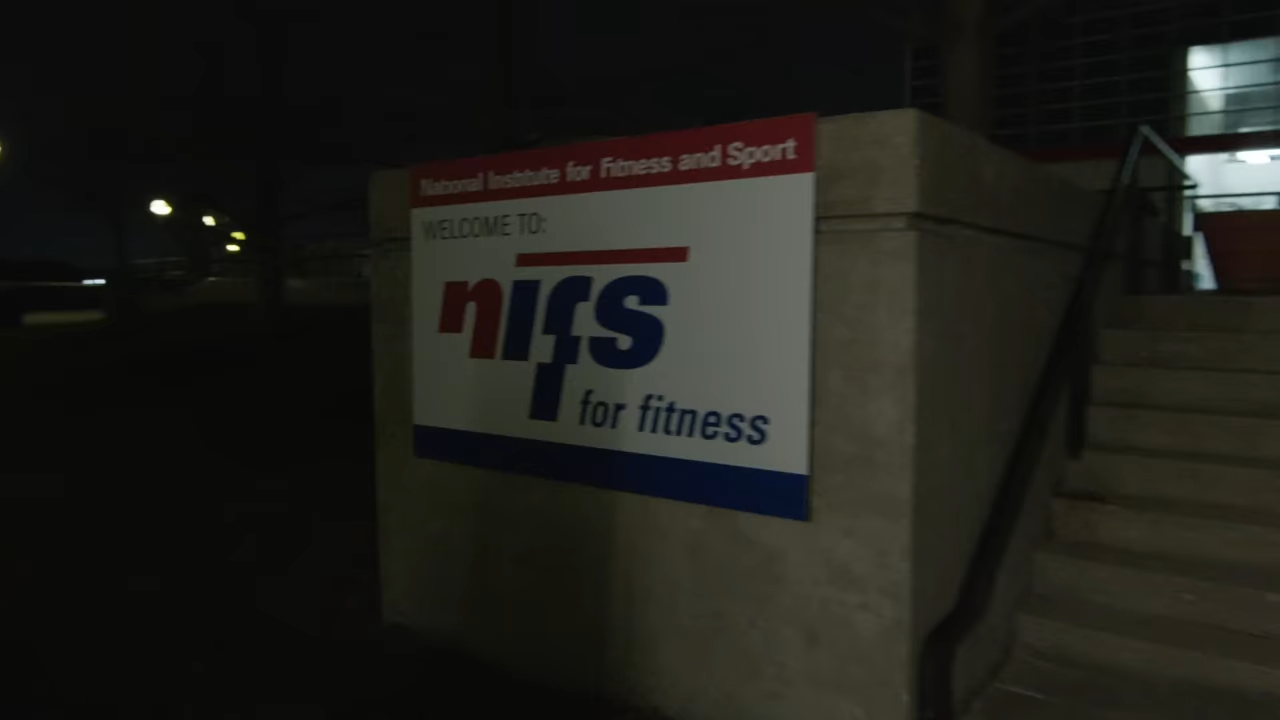 National Institute for Fitness and Sport
WELCOME TO:
nifs
for fitness